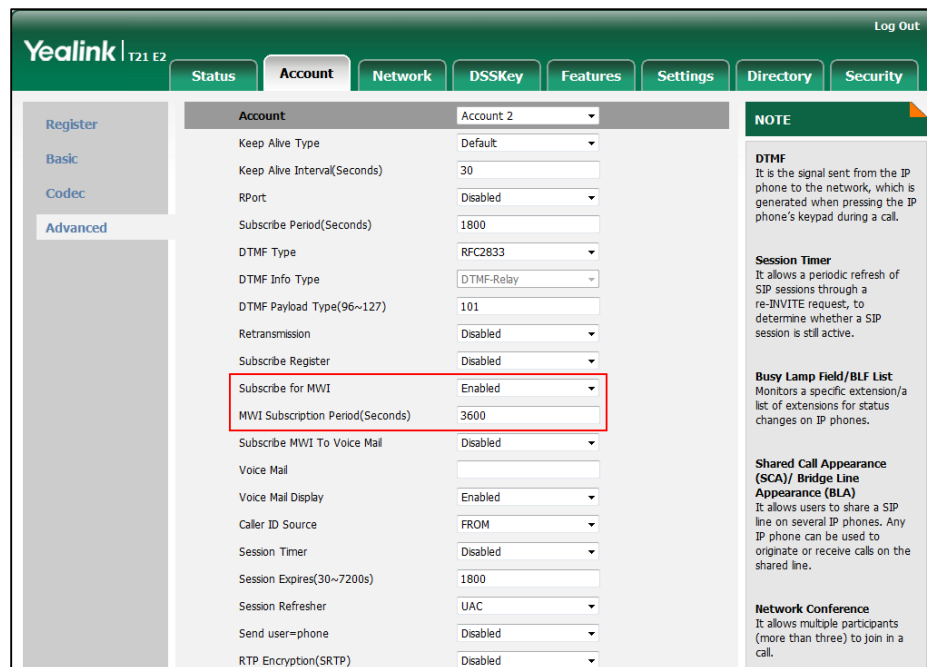 Log Out
Yealink | T21 E2
Status Account Network DSSKey Features Settings Directory Security
Register
Basic
Codec
Advanced
Account Account 2
Keep Alive Type Default
Keep Alive Interval(Seconds) 30
RPort Disabled
Subscribe Period(Seconds) 1800
DTMF Type RFC2833
DTMF Info Type DTMF-Relay
DTMF Payload Type(96~127) 101
Retransmission Disabled
Subscribe Register Disabled
Subscribe for MWI Enabled
MWI Subscription Period(Seconds) 3600
Subscribe MWI To Voice Mail Disabled
Voice Mail
Voice Mail Display Enabled
Caller ID Source FROM
Session Timer Disabled
Session Expires(30~7200s) 1800
Session Refresher UAC
Send user=phone Disabled
RTP Encryption(SRTP) Disabled
NOTE
DTMF
It is the signal sent from the IP
phone to the network, which is
generated when pressing the IP
phone's keypad during a call.
Session Timer
It allows a periodic refresh of
SIP sessions through a
re-INVITE request, to
determine whether a SIP
session is still active.
Busy Lamp Field/BLF List
Monitors a specific extension/a
list of extensions for status
changes on IP phones.
Shared Call Appearance
(SCA)/ Bridge Line
Appearance (BLA)
It allows users to share a SIP
line on several IP phones. Any
IP phone can be used to
originate or receive calls on the
shared line.
Network Conference
It allows multiple participants
(more than three) to join in a
call.